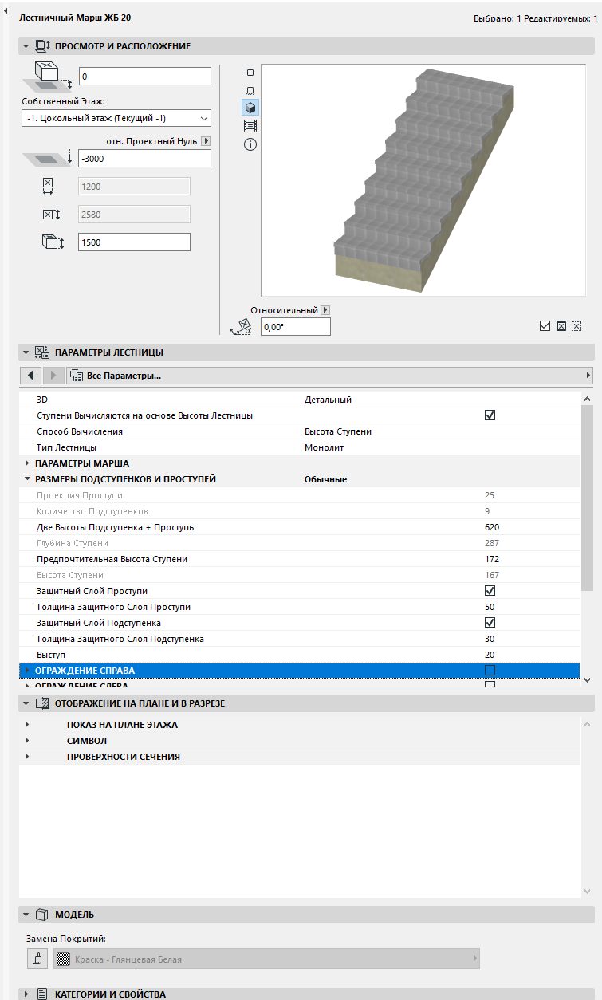 Лестничный Марш ЖБ 20
Выбрано: 1 Редактируемых: 1
ПРОСМОТР И РАСПОЛОЖЕНИЕ
0
Собственный Этаж:
-1. Цокольный этаж (Текущий -1)
отн. Проектный Нуль
-3000
1200
2580
1500
Относительный
α
0,00°
ПАРАМЕТРЫ ЛЕСТНИЦЫ
Все Параметры...
3D Детальный
Ступени Вычисляются на основе Высоты Лестницы
Способ Вычисления Высота Ступени
Тип Лестницы Монолит
ПАРАМЕТРЫ МАРША
РАЗМЕРЫ ПОДСТУПЕНКОВ И ПРОСТУПЕЙ Обычные
Проекция Проступи 25
Количество Подступенков 9
Две Высоты Подступенка + Проступь 620
Глубина Ступени 287
Предпочтительная Высота Ступени 172
Высота Ступени 167
Защитный Слой Проступи
Толщина Защитного Слоя Проступи 50
Защитный Слой Подступенка
Толщина Защитного Слоя Подступенка 30
Выступ 20
ОГРАЖДЕНИЕ СПРАВА
ОГРАЖДЕНИЕ СЛЕВА
ОТОБРАЖЕНИЕ НА ПЛАНЕ И В РАЗРЕЗЕ
ПОКАЗ НА ПЛАНЕ ЭТАЖА
СИМВОЛ
ПРОВЕРХНОСТИ СЕЧЕНИЯ
МОДЕЛЬ
Замена Покрытий:
Краска - Глянцевая Белая
КАТЕГОРИИ И СВОЙСТВА